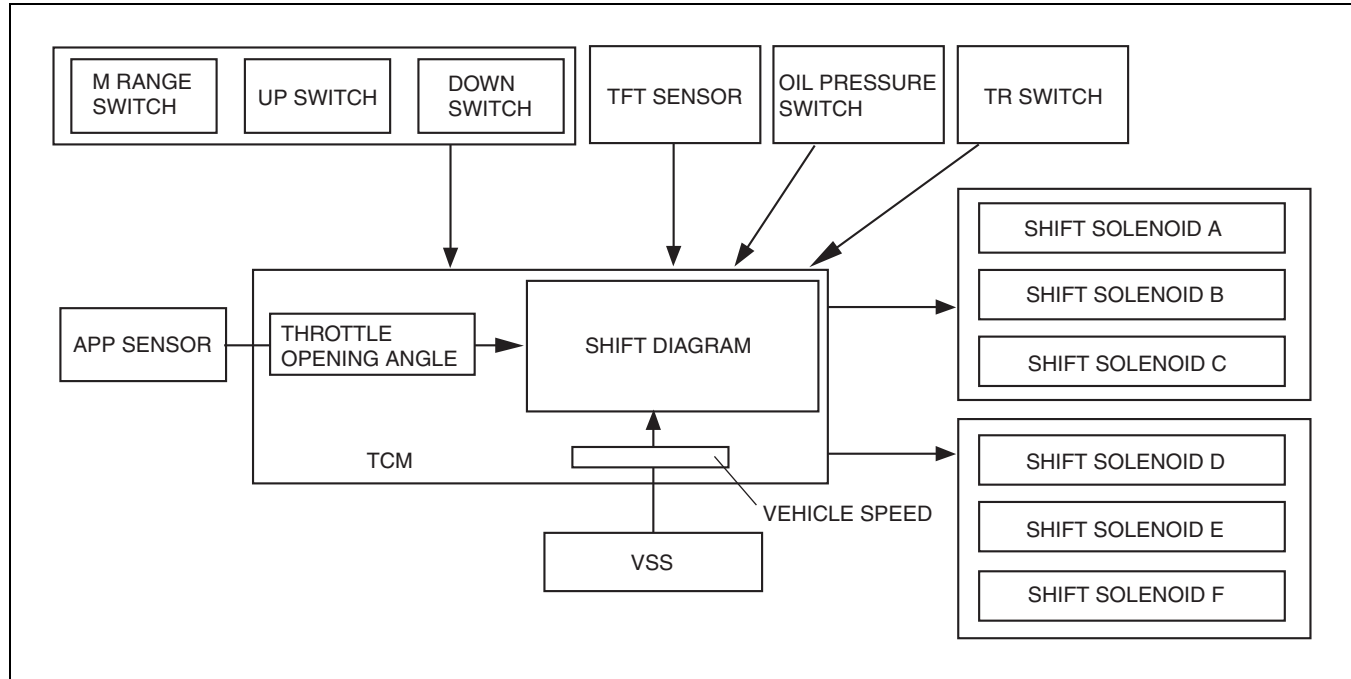 M RANGE
SWITCH
UP SWITCH
DOWN
SWITCH
TFT SENSOR
OIL PRESSURE
SWITCH
TR SWITCH
SHIFT SOLENOID A
SHIFT SOLENOID B
SHIFT SOLENOID C
APP SENSOR
THROTTLE
OPENING ANGLE
SHIFT DIAGRAM
TCM
VEHICLE SPEED
VSS
SHIFT SOLENOID D
SHIFT SOLENOID E
SHIFT SOLENOID F